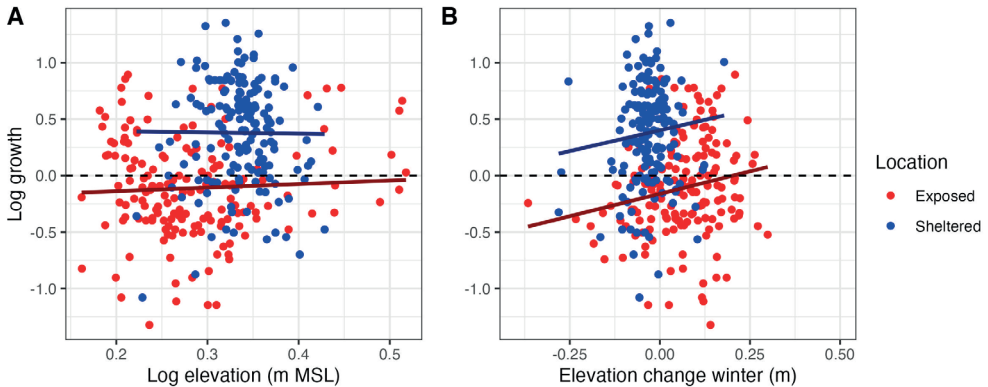 A
B
1.0
0.5
0.0
-0.5
-1.0
Log growth
0.2
0.3
0.4
0.5
Log elevation (m MSL)
1.0
0.5
0.0
-0.5
-1.0
-0.25
0.00
0.25
0.50
Elevation change winter (m)
Location
Exposed
Sheltered